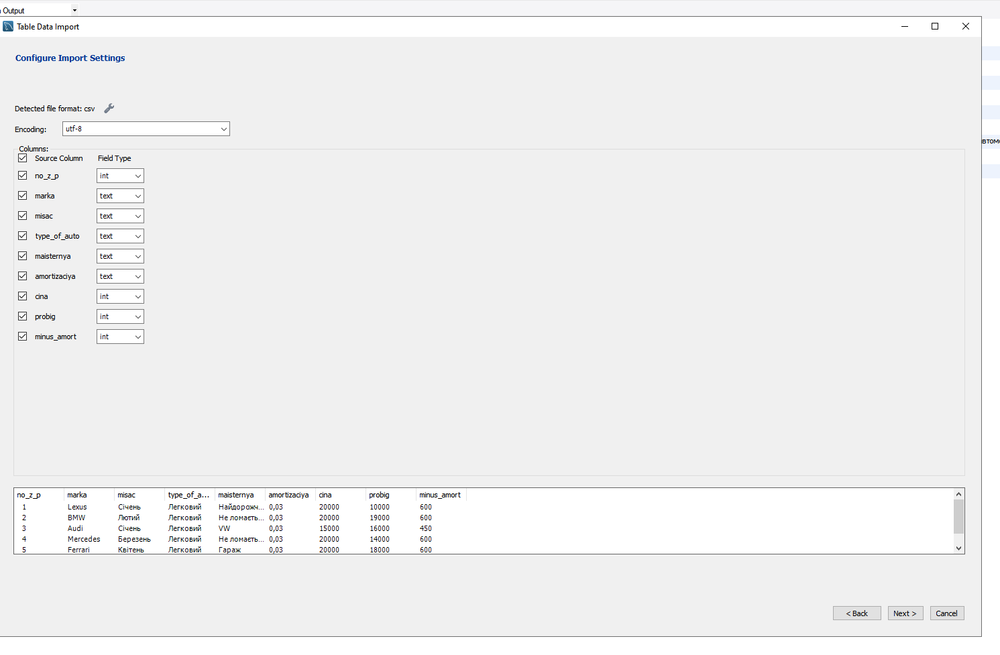 Output
Table Data Import
Configure Import Settings
Detected file format: csv
Encoding: utf-8
Columns:
Source Column Field Type
no_z_p int
marka text
misac text
type_of_auto text
maisternya text
amortizaciya text
cina int
probig int
minus_amort int
no_z_p marka misac type_of_a... maisternya amortizaciya cina probig minus_amort
1 Lexus Січень Легковий Найдорожч... 0,03 20000 10000 600
2 BMW Лютий Легковий Не ломаєть... 0,03 20000 19000 600
3 Audi Січень Легковий VW 0,03 15000 16000 450
4 Mercedes Березень Легковий Не ломаєть... 0,03 20000 14000 600
5 Ferrari Квітень Легковий Гараж 0,03 20000 18000 600
< Back Next > Cancel